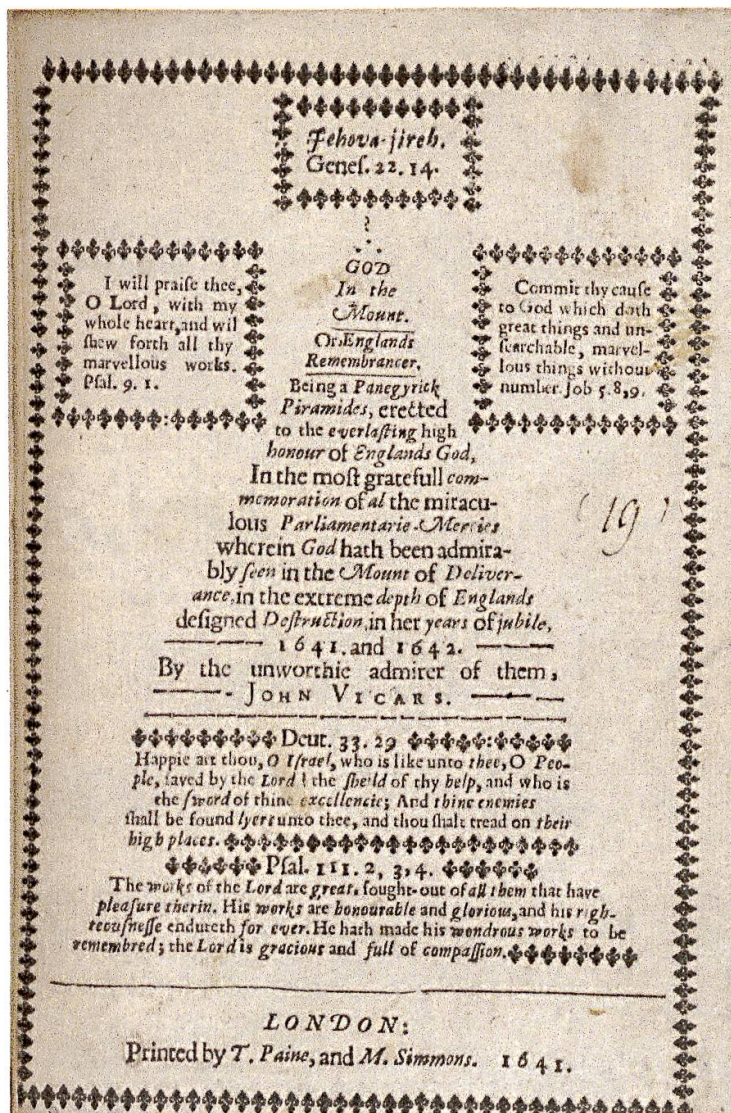 Jehova-jireh.
Geneſ. 22. 14.
I will praiſe thee,
O Lord, with my
whole heart, and wil
ſhew forth all thy
marvellous works.
Pſal. 9. 1.
GOD
In the
Mount.
Or, Englands
Remembrancer.
Being a Panegyrick
Piramides, erected
to the everlaſting high
honour of Englands God,
In the moſt gratefull com-
memoration of al the miracu-
lous Parliamentarie-Mercies
wherein God hath been admira-
bly ſeen in the Mount of Deliver-
ance, in the extreme depth of Englands
deſigned Deſtruction, in her years of jubile,
1641. and 1642.
By the unworthie admirer of them,
JOHN VICARS.
Commit thy cauſe
to God which doth
great things and un-
ſearchable, marvel-
lous things without
number. Job 5. 8, 9.
(19)
Deut. 33. 29
Happie art thou, O Iſrael, who is like unto thee, O Peo-
ple, ſaved by the Lord! the ſheild of thy help, and who is
the ſword of thine excellencie; And thine enemies
ſhall be found lyers unto thee, and thou ſhalt tread on their
high places.
Pſal. 111. 2, 3, 4.
The works of the Lord are great, ſought-out of all them that have
pleaſure therin. His works are honourable and glorious, and his righ-
teouſneſſe endureth for ever. He hath made his wondrous works to be
remembred; the Lord is gracious and full of compaſſion.
LONDON:
Printed by T. Paine, and M. Simmons. 1641.